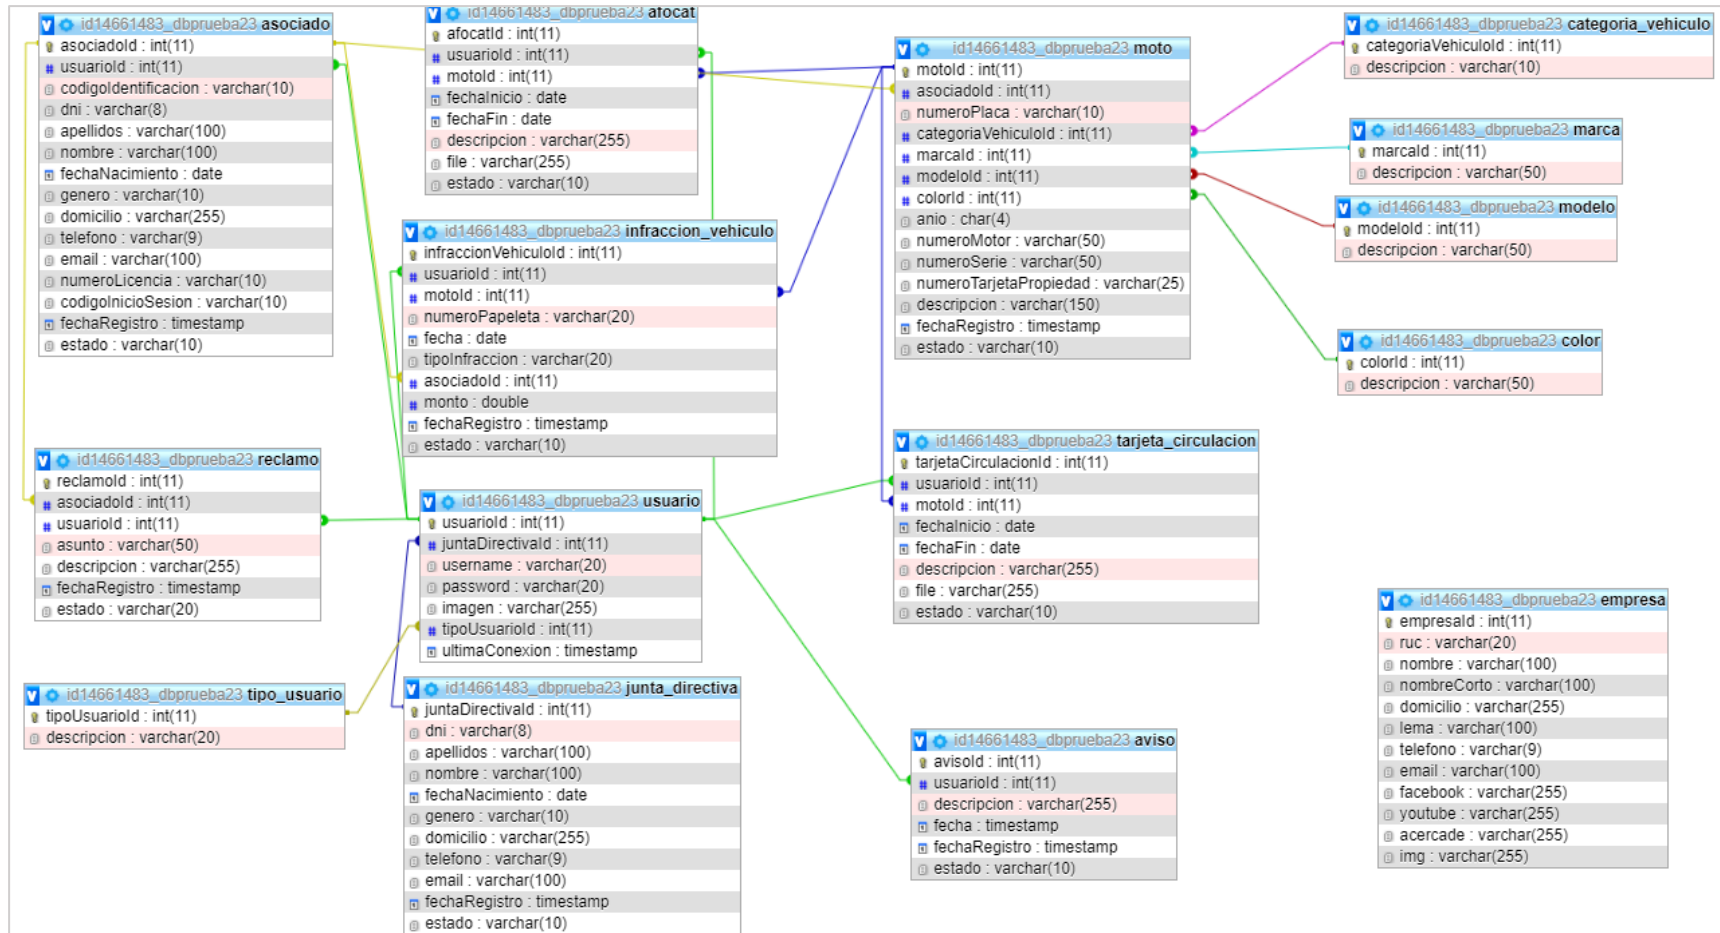 id14661483_dbprueba23 asociado
asociadoId : int(11)
usuarioId : int(11)
codigoIdentificacion : varchar(10)
dni : varchar(8)
apellidos : varchar(100)
nombre : varchar(100)
fechaNacimiento : date
genero : varchar(10)
domicilio : varchar(255)
telefono : varchar(9)
email : varchar(100)
numeroLicencia : varchar(10)
codigoInicioSesion : varchar(10)
fechaRegistro : timestamp
estado : varchar(10)
id14661483_dbprueba23 afocat
afocatId : int(11)
usuarioId : int(11)
motoId : int(11)
fechaInicio : date
fechaFin : date
descripcion : varchar(255)
file : varchar(255)
estado : varchar(10)
id14661483_dbprueba23 moto
motoId : int(11)
asociadoId : int(11)
numeroPlaca : varchar(10)
categoriaVehiculoId : int(11)
marcaId : int(11)
modeloId : int(11)
colorId : int(11)
anio : char(4)
numeroMotor : varchar(50)
numeroSerie : varchar(50)
numeroTarjetaPropiedad : varchar(25)
descripcion : varchar(150)
fechaRegistro : timestamp
estado : varchar(10)
id14661483_dbprueba23 categoria_vehiculo
categoriaVehiculoId : int(11)
descripcion : varchar(10)
id14661483_dbprueba23 marca
marcaId : int(11)
descripcion : varchar(50)
id14661483_dbprueba23 modelo
modeloId : int(11)
descripcion : varchar(50)
id14661483_dbprueba23 infraccion_vehiculo
infraccionVehiculoId : int(11)
usuarioId : int(11)
motoId : int(11)
numeroPapeleta : varchar(20)
fecha : date
tipoInfraccion : varchar(20)
asociadoId : int(11)
monto : double
fechaRegistro : timestamp
estado : varchar(10)
id14661483_dbprueba23 color
colorId : int(11)
descripcion : varchar(50)
id14661483_dbprueba23 reclamo
reclamoId : int(11)
asociadoId : int(11)
usuarioId : int(11)
asunto : varchar(50)
descripcion : varchar(255)
fechaRegistro : timestamp
estado : varchar(20)
id14661483_dbprueba23 usuario
usuarioId : int(11)
juntaDirectivaId : int(11)
username : varchar(20)
password : varchar(20)
imagen : varchar(255)
tipoUsuarioId : int(11)
ultimaConexion : timestamp
id14661483_dbprueba23 tarjeta_circulacion
tarjetaCirculacionId : int(11)
usuarioId : int(11)
motoId : int(11)
fechaInicio : date
fechaFin : date
descripcion : varchar(255)
file : varchar(255)
estado : varchar(10)
id14661483_dbprueba23 empresa
empresaId : int(11)
ruc : varchar(20)
nombre : varchar(100)
nombreCorto : varchar(100)
domicilio : varchar(255)
lema : varchar(100)
telefono : varchar(9)
email : varchar(100)
facebook : varchar(255)
youtube : varchar(255)
acercade : varchar(255)
img : varchar(255)
id14661483_dbprueba23 tipo_usuario
tipoUsuarioId : int(11)
descripcion : varchar(20)
id14661483_dbprueba23 junta_directiva
juntaDirectivaId : int(11)
dni : varchar(8)
apellidos : varchar(100)
nombre : varchar(100)
fechaNacimiento : date
genero : varchar(10)
domicilio : varchar(255)
telefono : varchar(9)
email : varchar(100)
fechaRegistro : timestamp
estado : varchar(10)
id14661483_dbprueba23 aviso
avisoId : int(11)
usuarioId : int(11)
descripcion : varchar(255)
fecha : timestamp
fechaRegistro : timestamp
estado : varchar(10)